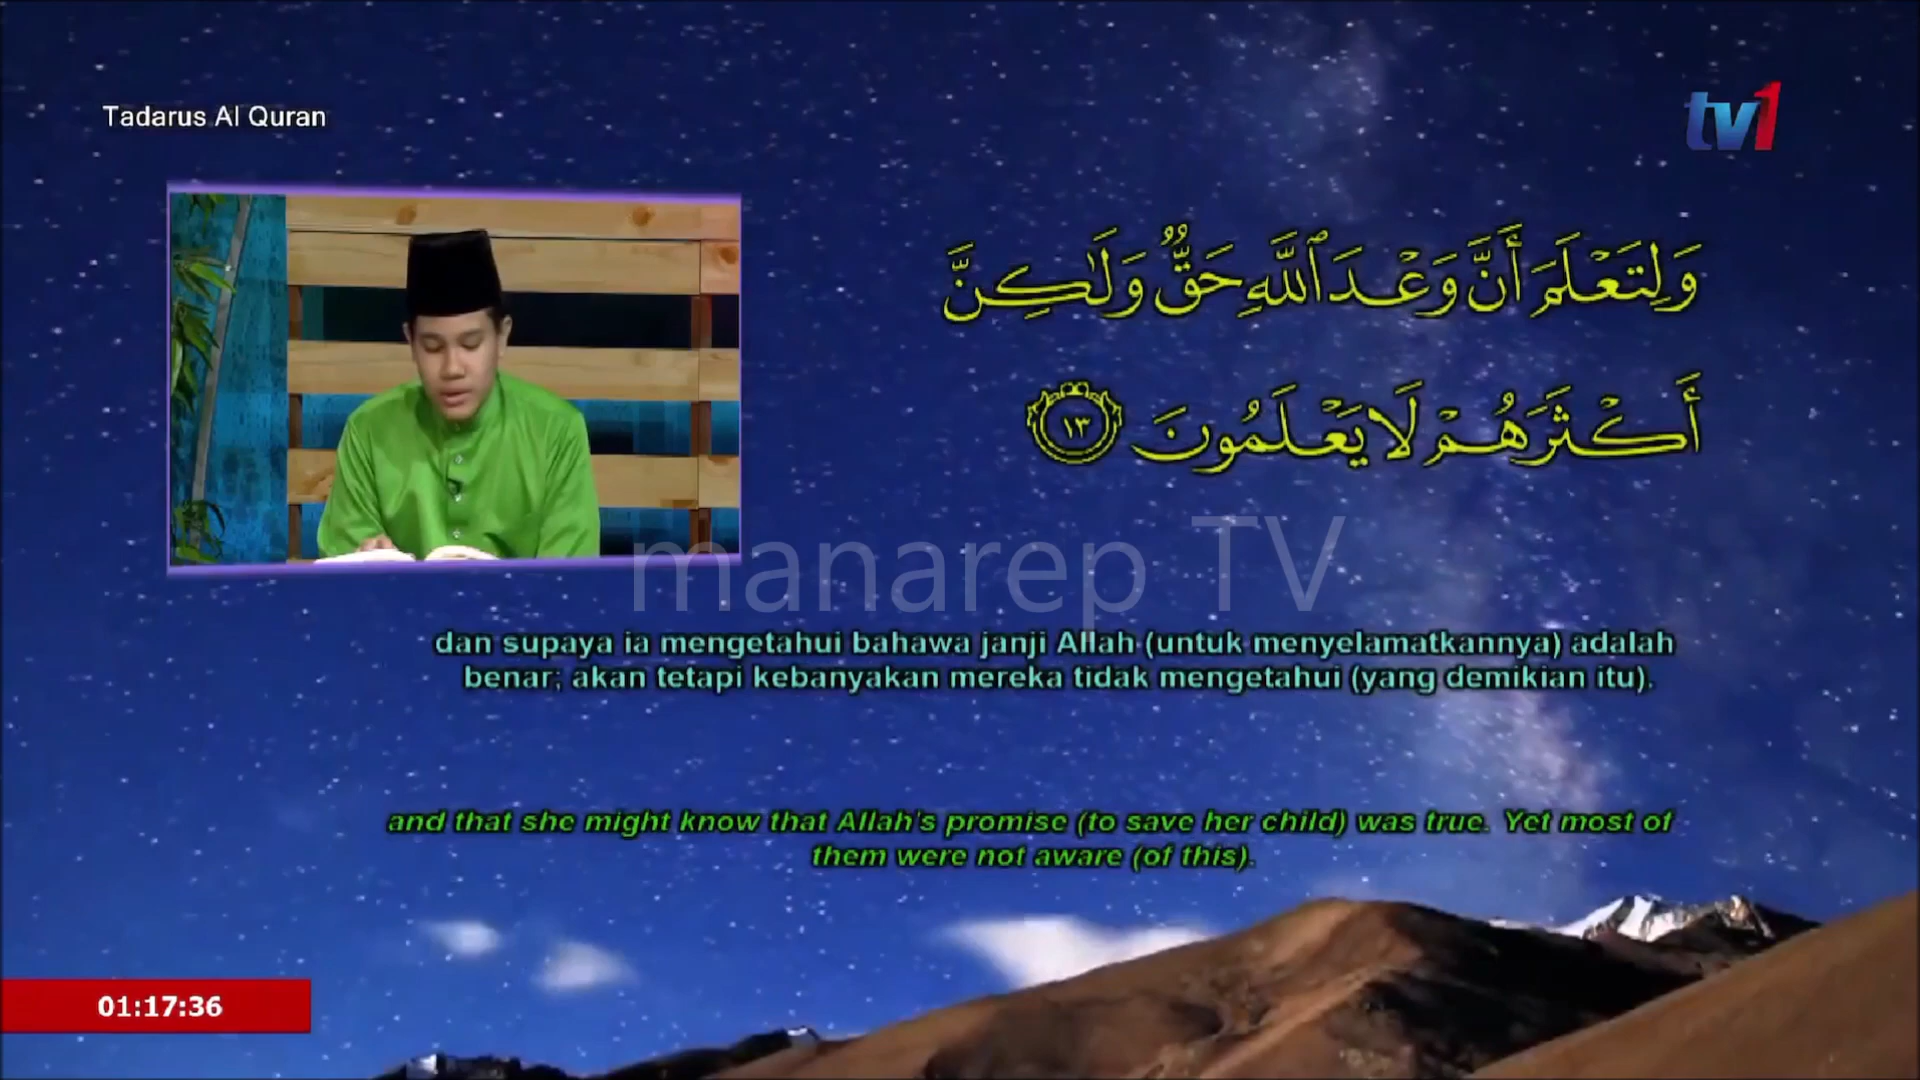 Tadarus Al Quran
tv1
وَلِتَعْلَمَ أَنَّ وَعْدَ ٱللَّهِ حَقٌّ وَلَٰكِنَّ
أَكْثَرَهُمْ لَا يَعْلَمُونَ ١٣
manarep TV
dan supaya ia mengetahui bahawa janji Allah (untuk menyelamatkannya) adalah
benar; akan tetapi kebanyakan mereka tidak mengetahui (yang demikian itu).
and that she might know that Allah's promise (to save her child) was true. Yet most of
them were not aware (of this).
01:17:36